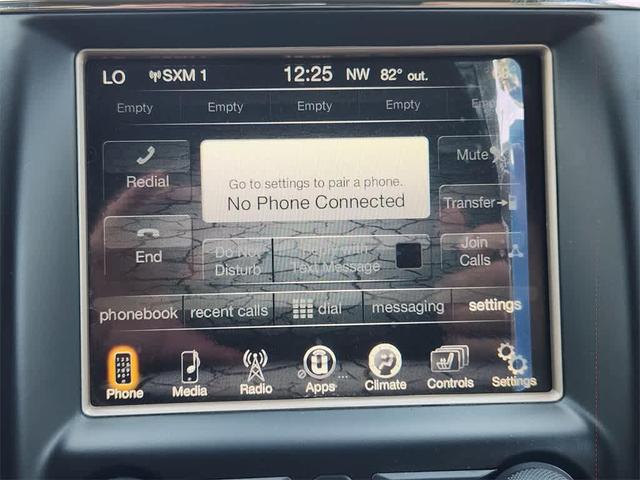 LO SXM 1 12:25 NW 82° out.
Empty Empty Empty Empty
Redial
Go to settings to pair a phone.
No Phone Connected
Mute
Transfer
End
Do Not
Disturb
Text Message
Join
Calls
phonebook recent calls dial messaging settings
Phone Media Radio Apps Climate Controls Settings